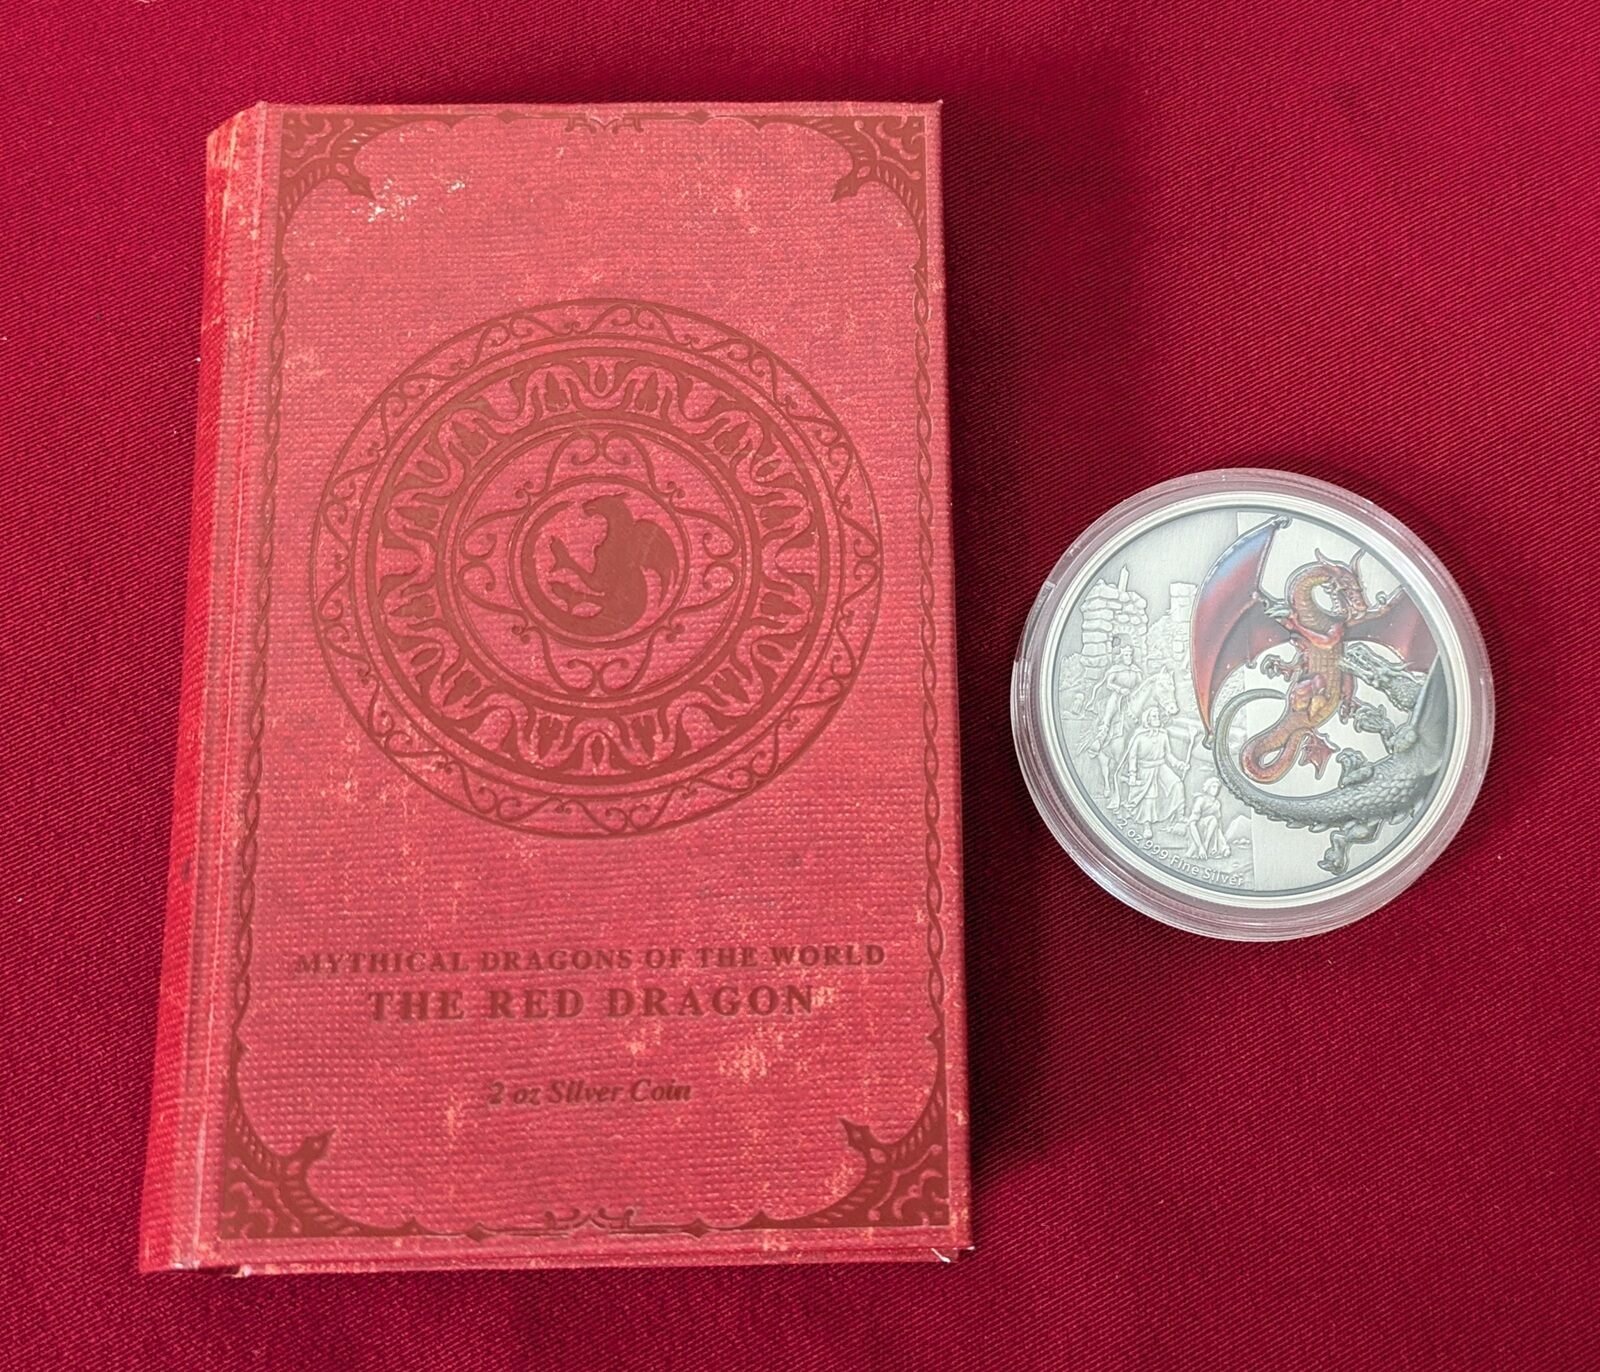 MYTHICAL DRAGONS OF THE WORLD
THE RED DRAGON
2 oz Silver Coin
2 oz 999 Fine Silver